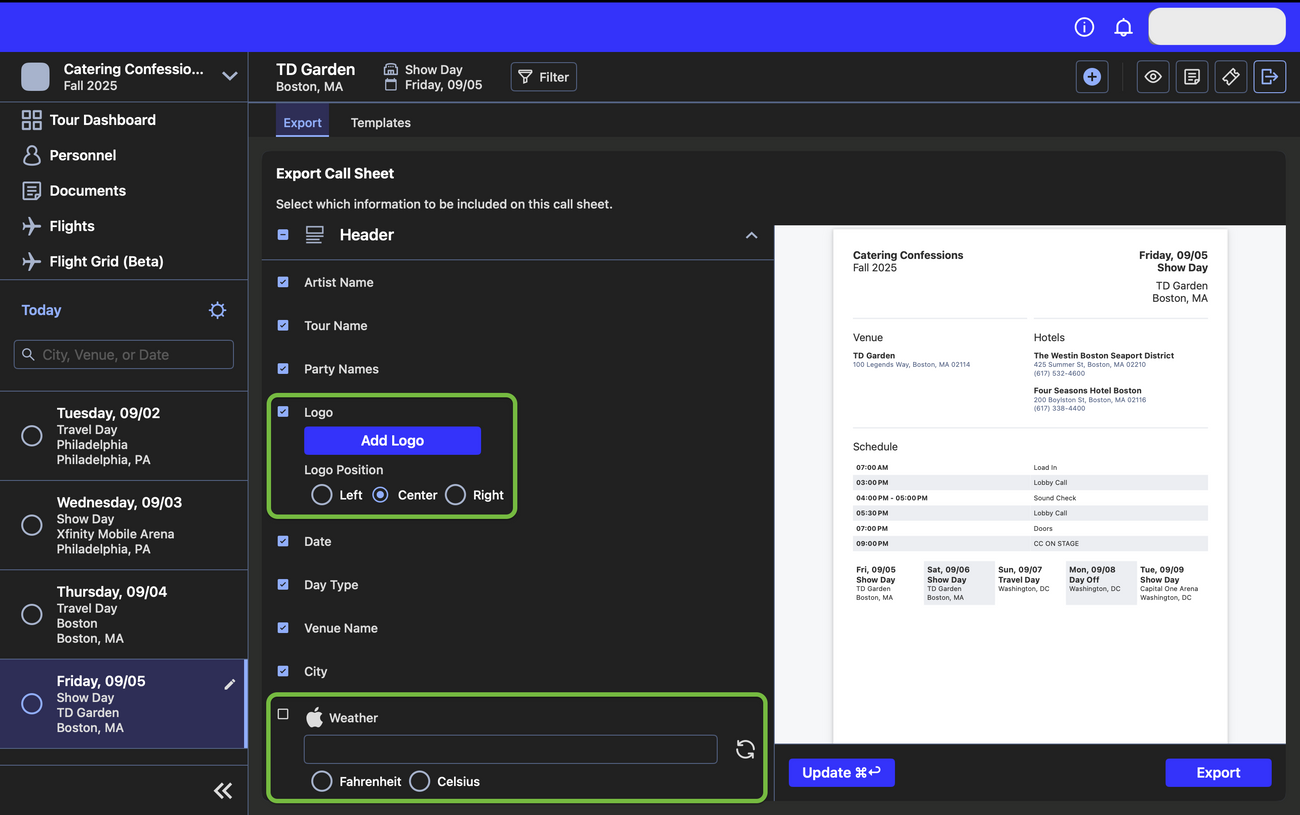 Catering Confessio...
Fall 2025
TD Garden
Boston, MA
Show Day
Friday, 09/05
Filter
Tour Dashboard
Personnel
Documents
Flights
Flight Grid (Beta)
Today
City, Venue, or Date
Tuesday, 09/02
Travel Day
Philadelphia
Philadelphia, PA
Wednesday, 09/03
Show Day
Xfinity Mobile Arena
Philadelphia, PA
Thursday, 09/04
Travel Day
Boston
Boston, MA
Friday, 09/05
Show Day
TD Garden
Boston, MA
Export
Templates
Export Call Sheet
Select which information to be included on this call sheet.
Header
Artist Name
Tour Name
Party Names
Logo
Add Logo
Logo Position
Left Center Right
Date
Day Type
Venue Name
City
Weather
Fahrenheit Celsius
Catering Confessions
Fall 2025
Friday, 09/05
Show Day
TD Garden
Boston, MA
Venue
TD Garden
100 Legends Way, Boston, MA 02114
Hotels
The Westin Boston Seaport District
425 Summer St, Boston, MA 02210
(617) 532-4600
Four Seasons Hotel Boston
200 Boylston St, Boston, MA 02116
(617) 338-4400
Schedule
07:00 AM Load In
03:00 PM Lobby Call
04:00 PM - 05:00 PM Sound Check
05:30 PM Lobby Call
07:00 PM Doors
09:00 PM CC ON STAGE
Fri, 09/05
Show Day
TD Garden
Boston, MA
Sat, 09/06
Show Day
TD Garden
Boston, MA
Sun, 09/07
Travel Day
Washington, DC
Mon, 09/08
Day Off
Washington, DC
Tue, 09/09
Show Day
Capital One Arena
Washington, DC
Update ⌘↩
Export